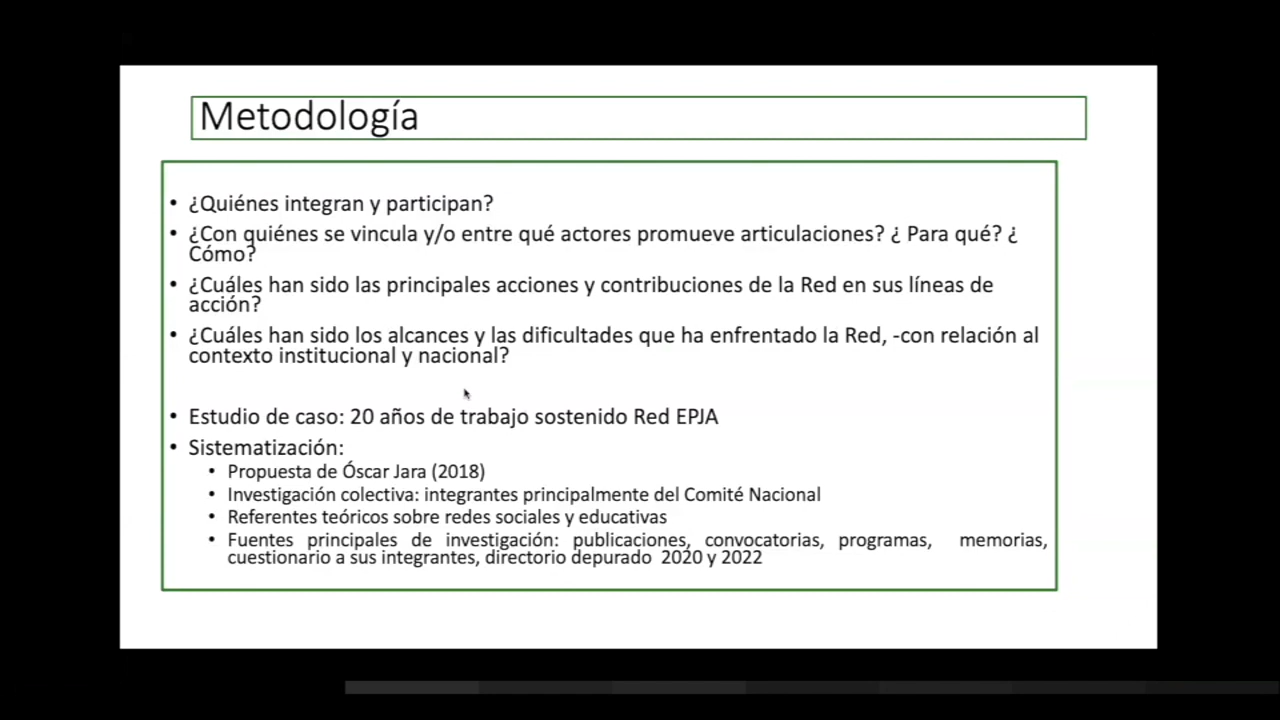 Metodología
• ¿Quiénes integran y participan?
• ¿Con quiénes se vincula y/o entre qué actores promueve articulaciones? ¿ Para qué? ¿
Cómo?
• ¿Cuáles han sido las principales acciones y contribuciones de la Red en sus líneas de
acción?
• ¿Cuáles han sido los alcances y las dificultades que ha enfrentado la Red, -con relación al
contexto institucional y nacional?
• Estudio de caso: 20 años de trabajo sostenido Red EPJA
• Sistematización:
• Propuesta de Óscar Jara (2018)
• Investigación colectiva: integrantes principalmente del Comité Nacional
• Referentes teóricos sobre redes sociales y educativas
• Fuentes principales de investigación: publicaciones, convocatorias, programas, memorias,
cuestionario a sus integrantes, directorio depurado 2020 y 2022